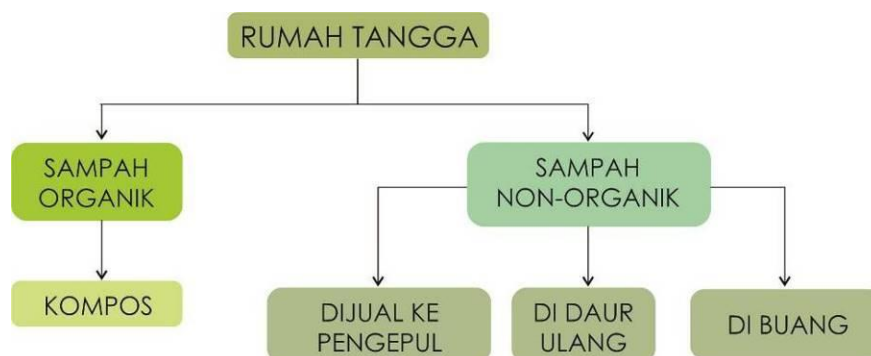 RUMAH TANGGA
SAMPAH
ORGANIK
SAMPAH
NON-ORGANIK
KOMPOS
DIJUAL KE
PENGEPUL
DI DAUR
ULANG
DI BUANG